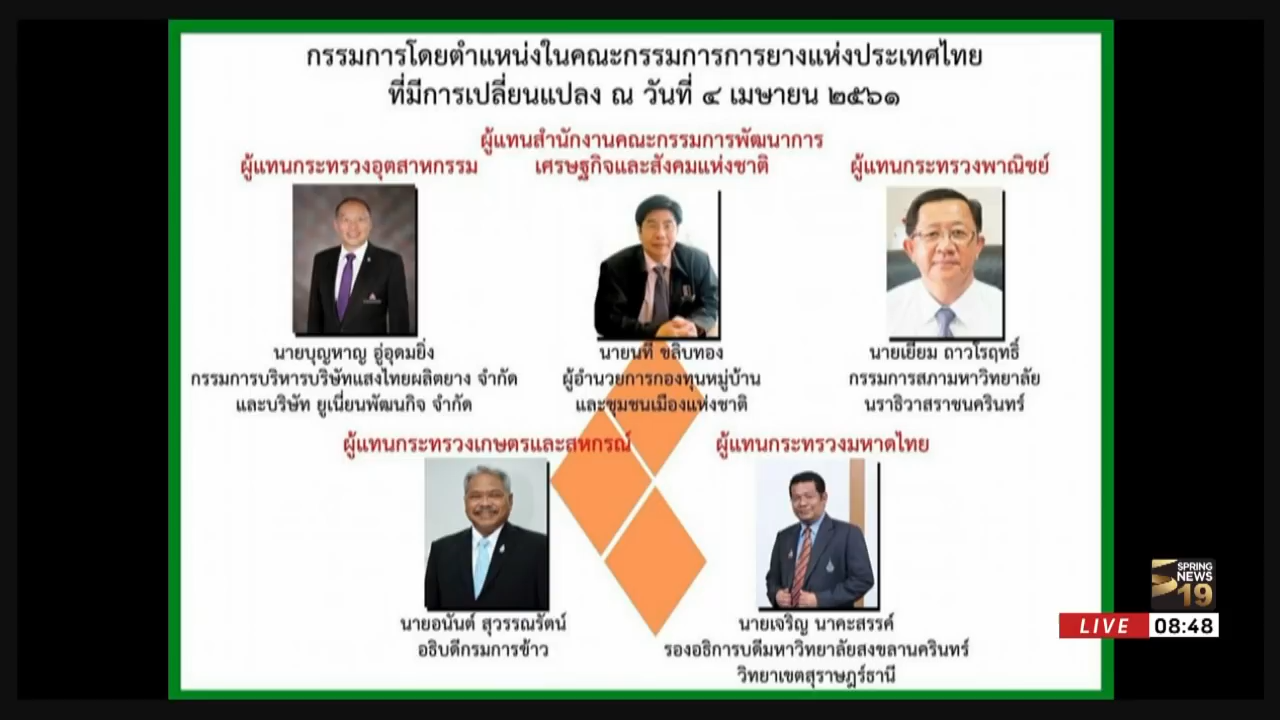 กรรมการโดยตำแหน่งในคณะกรรมการการยางแห่งประเทศไทย
ที่มีการเปลี่ยนแปลง ณ วันที่ ๔ เมษายน ๒๕๖๑
ผู้แทนกระทรวงอุตสาหกรรม
ผู้แทนสำนักงานคณะกรรมการพัฒนาการ
เศรษฐกิจและสังคมแห่งชาติ
ผู้แทนกระทรวงพาณิชย์
นายบุญหาญ อู่อุดมยิ่ง
กรรมการบริหารบริษัทแสงไทยผลิตยาง จำกัด
และบริษัท ยูเนี่ยนพัฒนกิจ จำกัด
นายนที ขลิบทอง
ผู้อำนวยการกองทุนหมู่บ้าน
และชุมชนเมืองแห่งชาติ
นายเยี่ยม ถาวโรฤทธิ์
กรรมการสภามหาวิทยาลัย
นราธิวาสราชนครินทร์
ผู้แทนกระทรวงเกษตรและสหกรณ์
ผู้แทนกระทรวงมหาดไทย
นายอนันต์ สุวรรณรัตน์
อธิบดีกรมการข้าว
นายเจริญ นาคะสรรค์
รองอธิการบดีมหาวิทยาลัยสงขลานครินทร์
วิทยาเขตสุราษฎร์ธานี
SPRING
NEWS
19
LIVE 08:48